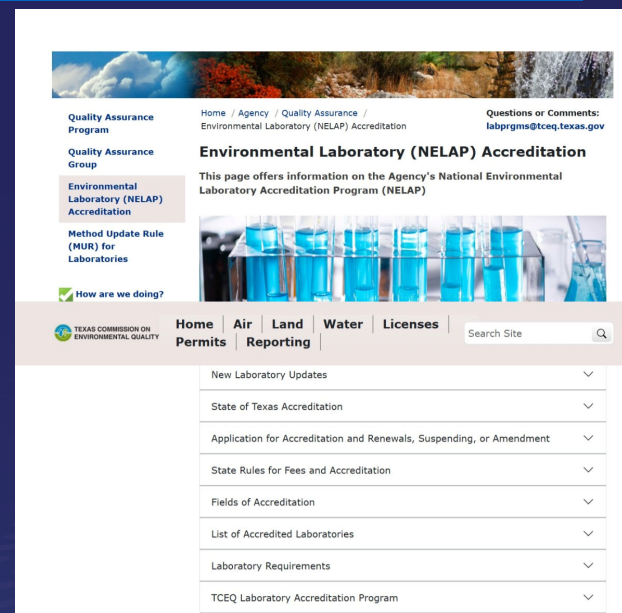 Quality Assurance
Program
Quality Assurance
Group
Environmental
Laboratory (NELAP)
Accreditation
Method Update Rule
(MUR) for
Laboratories
How are we doing?
Home / Agency / Quality Assurance /
Environmental Laboratory (NELAP) Accreditation
Questions or Comments:
labprgms@tceq.texas.gov
Environmental Laboratory (NELAP) Accreditation
This page offers information on the Agency's National Environmental
Laboratory Accreditation Program (NELAP)
TEXAS COMMISSION ON
ENVIRONMENTAL QUALITY
Home | Air | Land | Water | Licenses |
Permits | Reporting |
Search Site
New Laboratory Updates
State of Texas Accreditation
Application for Accreditation and Renewals, Suspending, or Amendment
State Rules for Fees and Accreditation
Fields of Accreditation
List of Accredited Laboratories
Laboratory Requirements
TCEQ Laboratory Accreditation Program